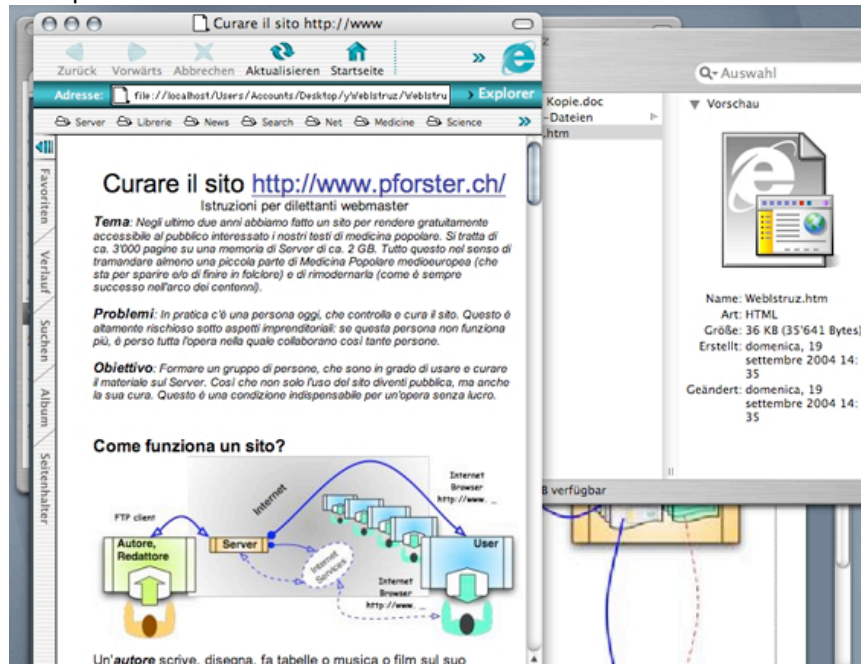 Curare il sito http://www
Zurück Vorwärts Abbrechen Aktualisieren Startseite »
Adresse: file://localhost/Users/Accounts/Desktop/yWebIstruz/WebIstru › Explorer
Server Librerie News Search Net Medicine Science »
Favoriten
Verlauf
Suchen
Album
Seitenhalter
Curare il sito http://www.pforster.ch/
Istruzioni per dilettanti webmaster
Tema: Negli ultimo due anni abbiamo fatto un sito per rendere gratuitamente
accessibile al pubblico interessato i nostri testi di medicina popolare. Si tratta di
ca. 3'000 pagine su una memoria di Server di ca. 2 GB. Tutto questo nel senso di
tramandare almeno una piccola parte di Medicina Popolare medioeuropea (che
sta per sparire e/o di finire in folclore) e di rimodernarla (come è sempre
successo nell'arco dei centenni).
Problemi: In pratica c'è una persona oggi, che controlla e cura il sito. Questo è
altamente rischioso sotto aspetti imprenditoriali: se questa persona non funziona
più, è perso tutta l'opera nella quale collaborano così tante persone.
Obiettivo: Formare un gruppo di persone, che sono in grado di usare e curare
il materiale sul Server. Così che non solo l'uso del sito diventi pubblica, ma anche
la sua cura. Questo è una condizione indispensabile per un'opera senza lucro.
Come funziona un sito?
FTP client
Internet
Internet
Browser
http://www. ...
Autore,
Redattore
Server
Internet
Services
User
Internet
Browser
http://www. ...
Un'autore scrive, disegna, fa tabelle o musica o film sul suo
Auswahl
Kopie.doc
-Dateien
.htm
Vorschau
Name: WebIstruz.htm
Art: HTML
Größe: 36 KB (35'641 Bytes)
Erstellt: domenica, 19
settembre 2004 14:
35
Geändert: domenica, 19
settembre 2004 14:
35
B verfügbar